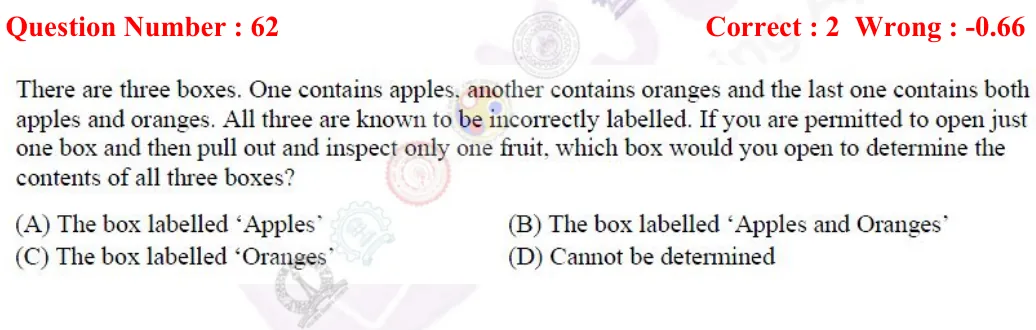 Question Number : 62 Correct : 2 Wrong : -0.66
There are three boxes. One contains apples, another contains oranges and the last one contains both
apples and oranges. All three are known to be incorrectly labelled. If you are permitted to open just
one box and then pull out and inspect only one fruit, which box would you open to determine the
contents of all three boxes?
(A) The box labelled ‘Apples’ (B) The box labelled ‘Apples and Oranges’
(C) The box labelled ‘Oranges’ (D) Cannot be determined